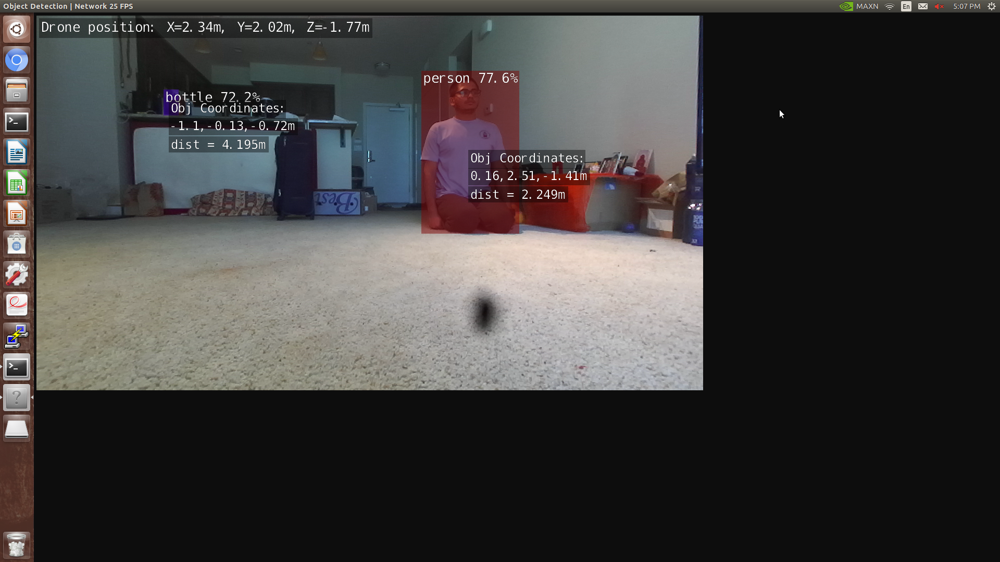 Object Detection | Network 25 FPS
MAXN
En
5:07 PM
Drone position: X=2.34m, Y=2.02m, Z=-1.77m
person 77.6%
bottle 72.2%
Obj Coordinates:
-1.1,-0.13,-0.72m
dist = 4.195m
Obj Coordinates:
0.16,2.51,-1.41m
dist = 2.249m
Best